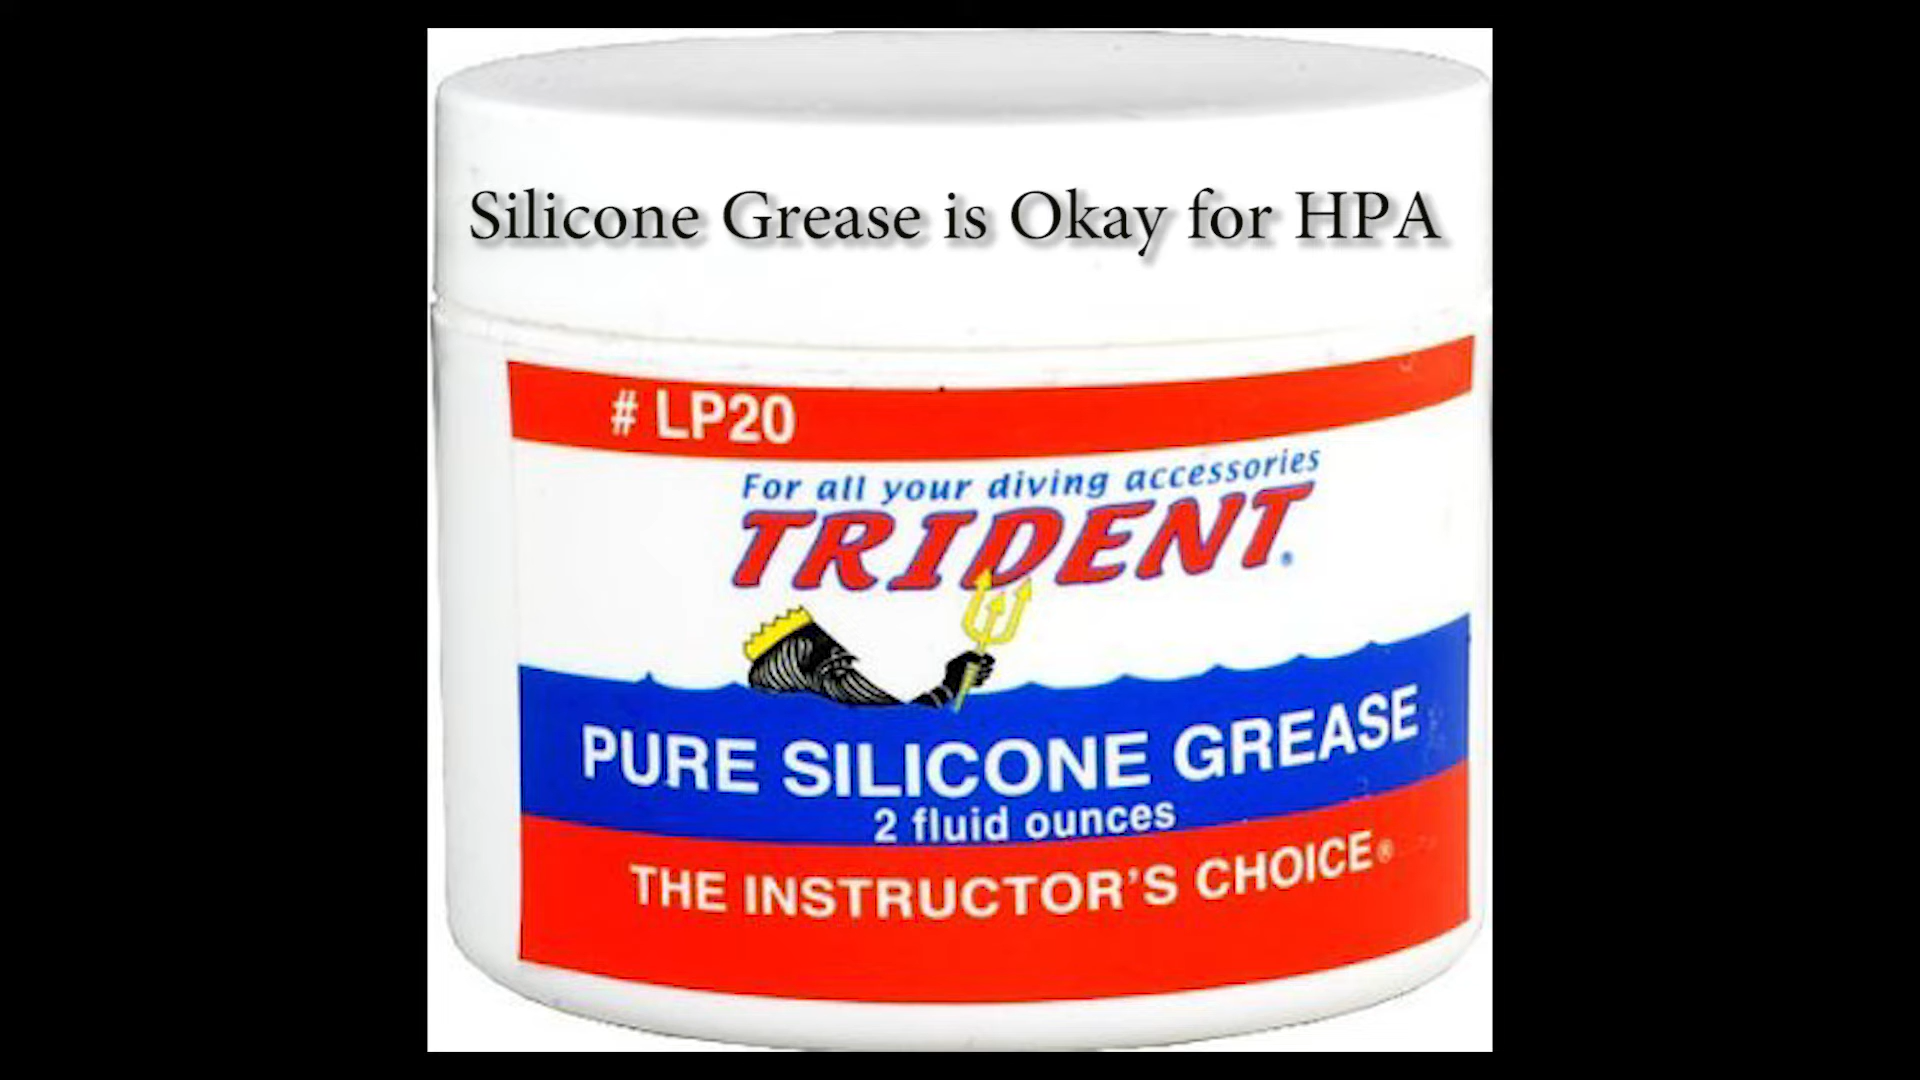 Silicone Grease is Okay for HPA
# LP20
For all your diving accessories
TRIDENT®
PURE SILICONE GREASE
2 fluid ounces
THE INSTRUCTOR'S CHOICE®